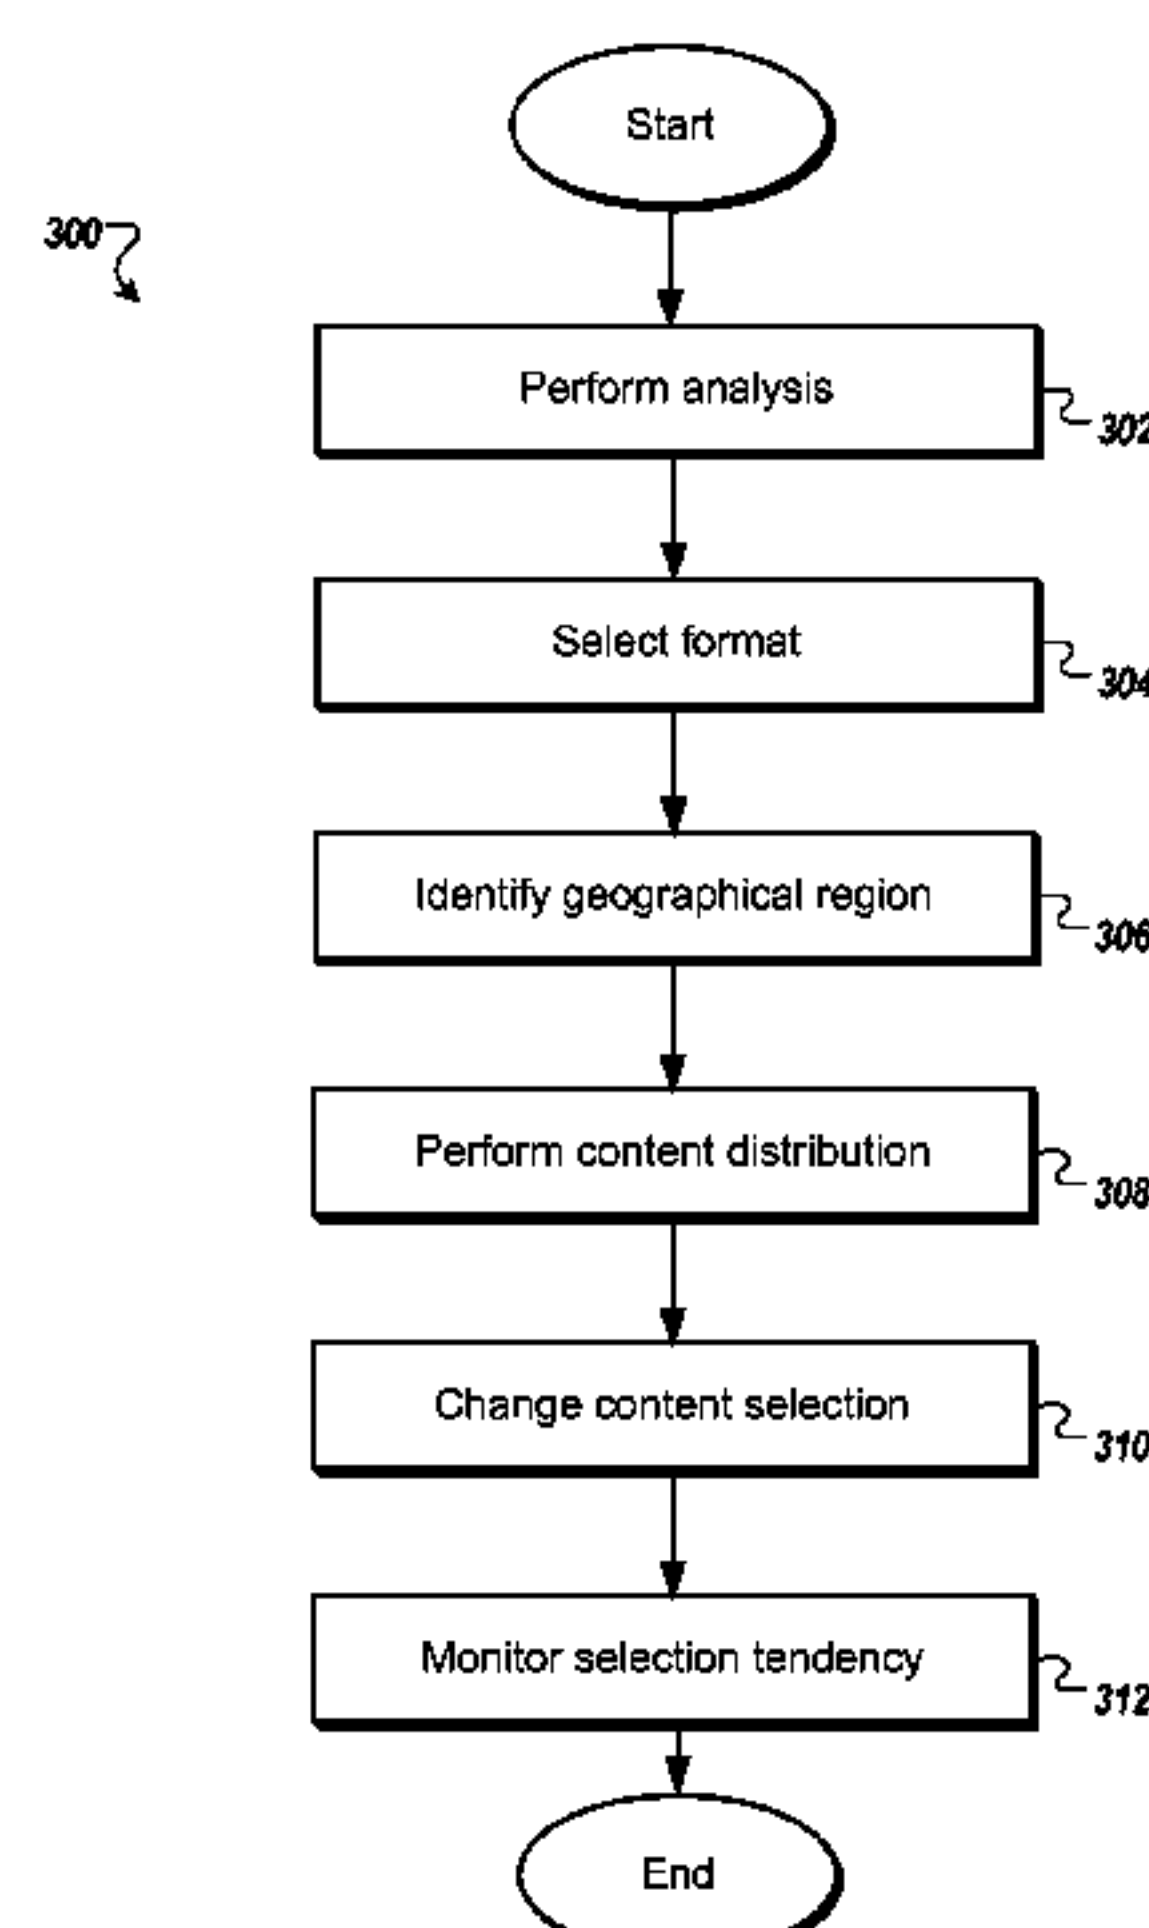 Start
300
Perform analysis
302
Select format
304
Identify geographical region
306
Perform content distribution
308
Change content selection
310
Monitor selection tendency
312
End